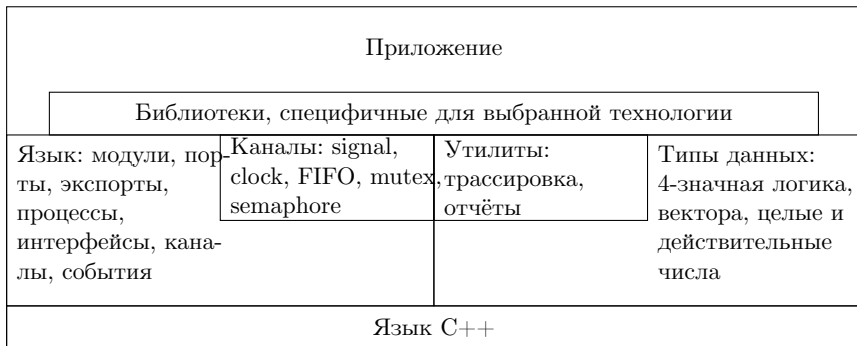 Приложение
Библиотеки, специфичные для выбранной технологии
Язык: модули, пор-
ты, экспорты,
процессы,
интерфейсы, кана-
лы, события
Каналы: signal,
clock, FIFO, mutex,
semaphore
Утилиты:
трассировка,
отчёты
Типы данных:
4-значная логика,
вектора, целые и
действительные
числа
Язык C++